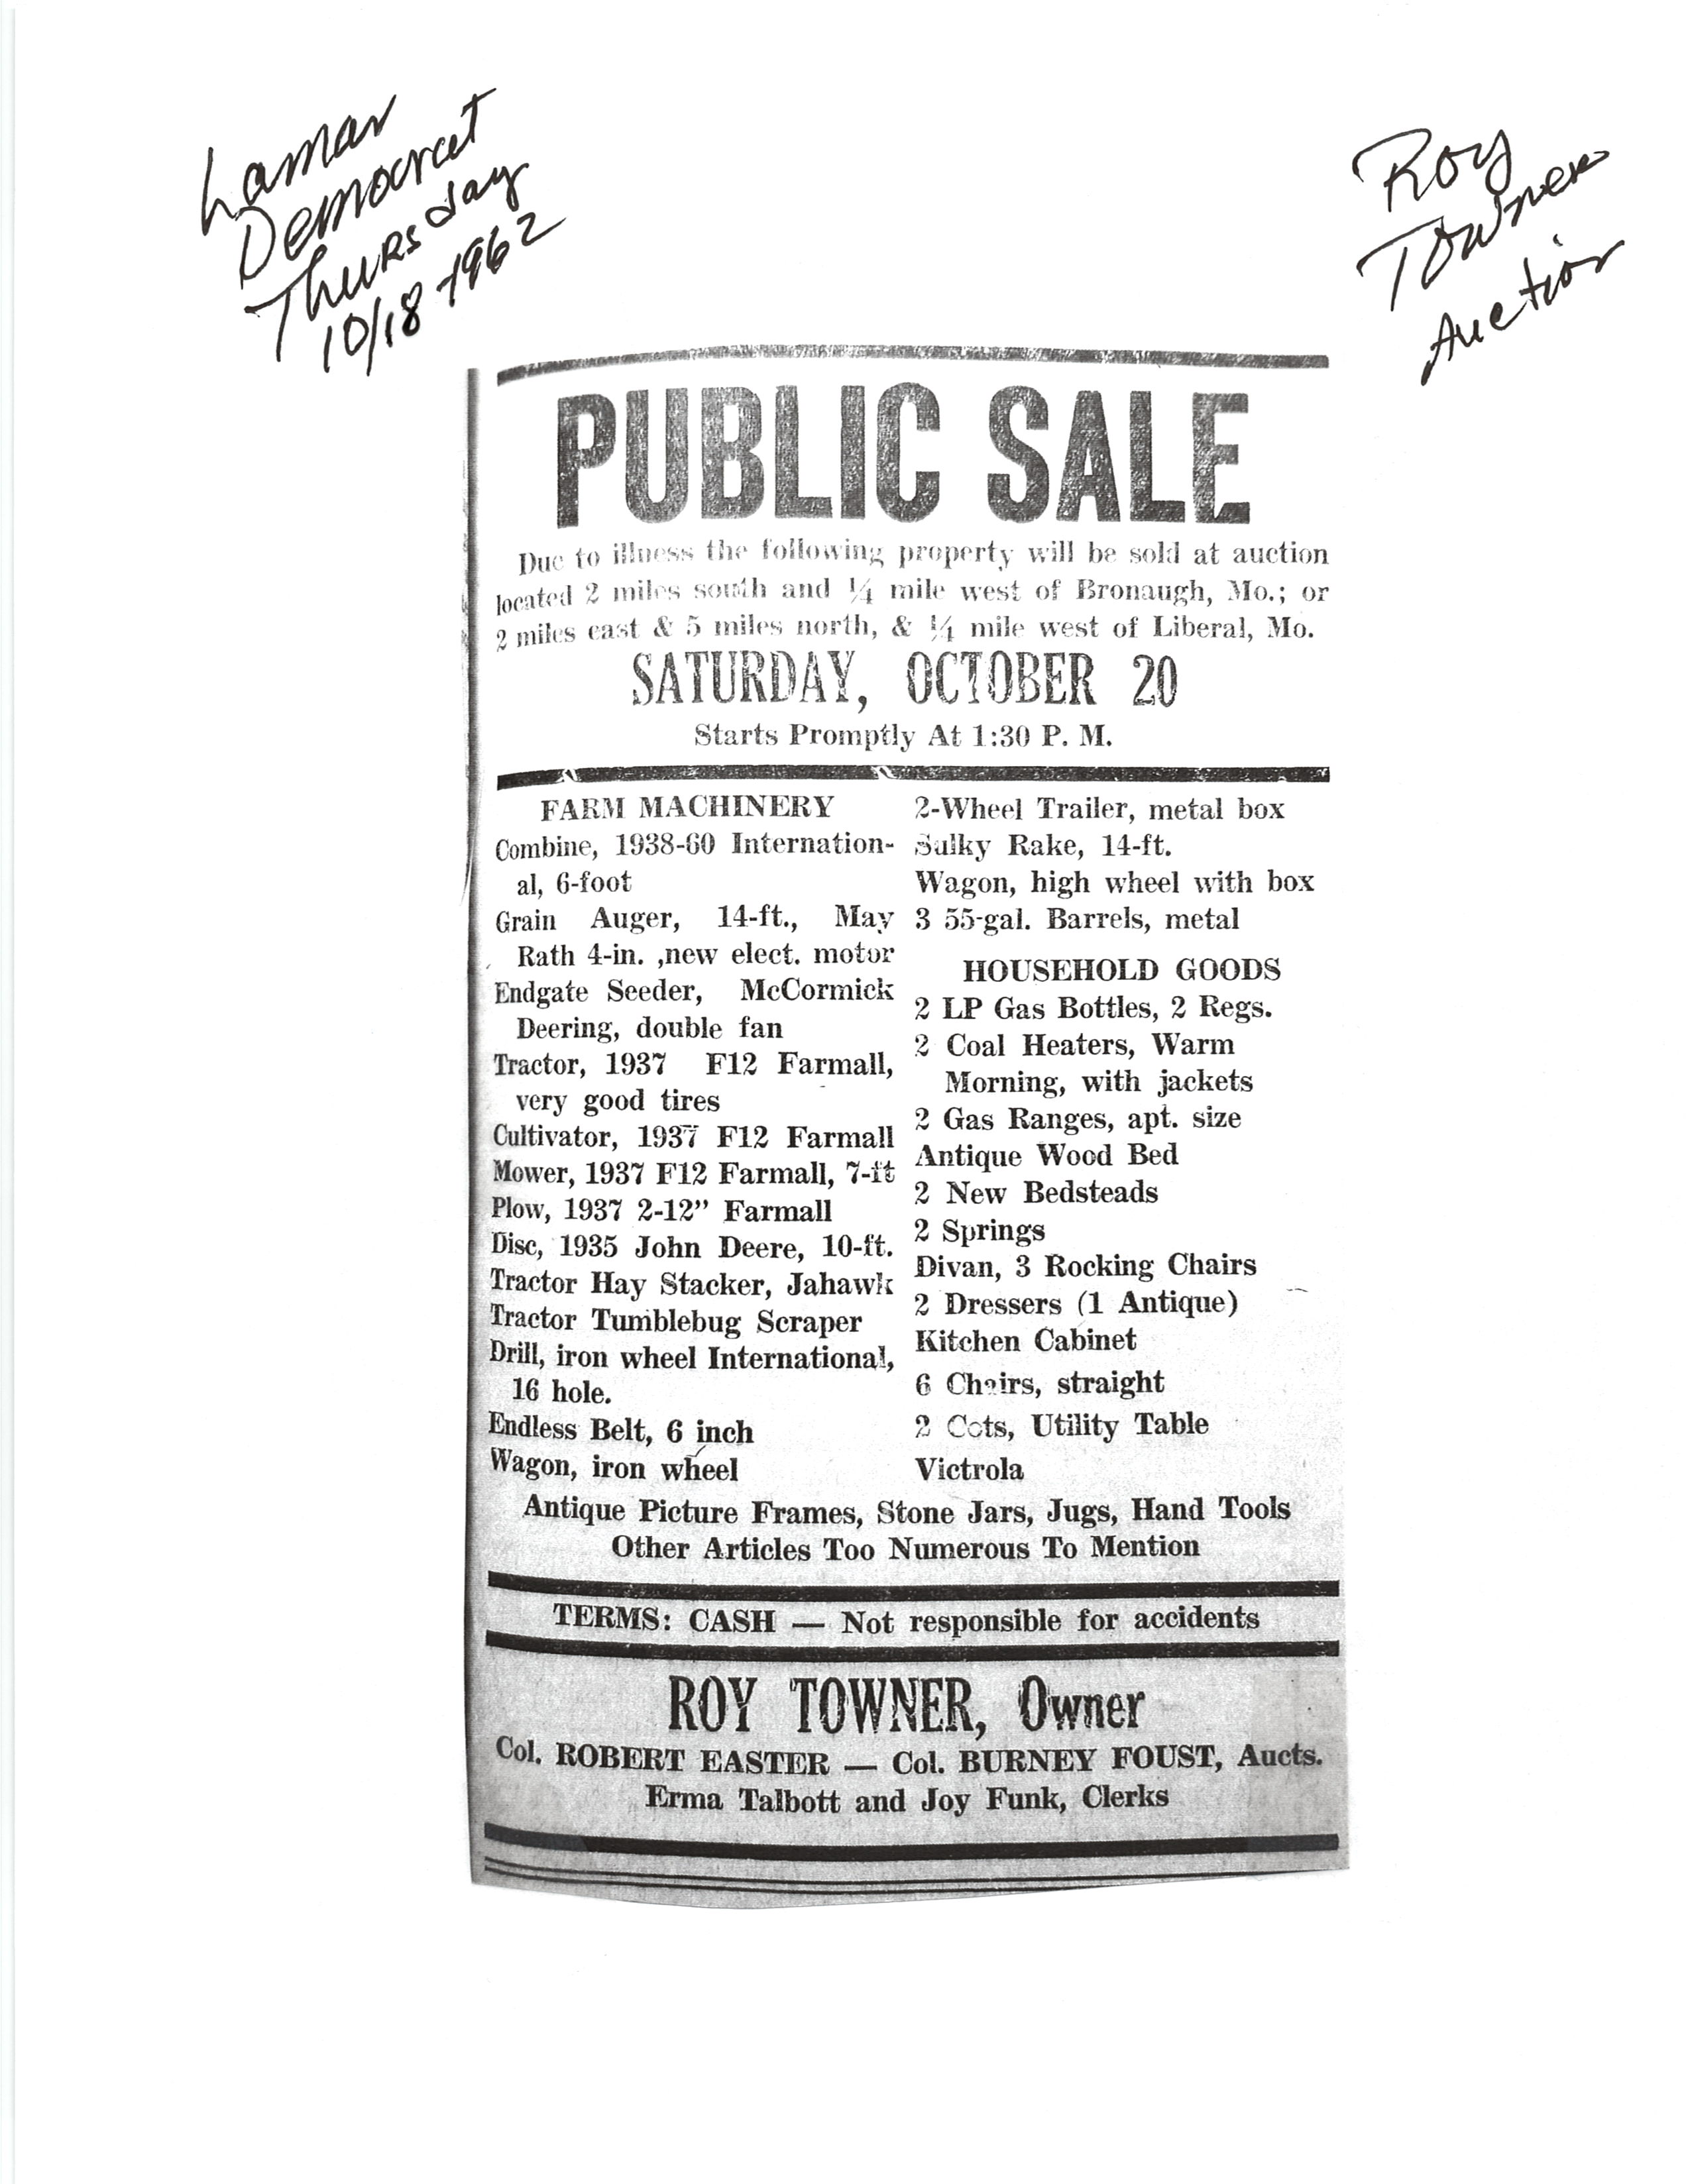 Lamar
Democrat
Thursday
10/18-1962
Roy
Towner
Auction
PUBLIC SALE
Due to illness the following property will be sold at auction
located 2 miles south and ¼ mile west of Bronaugh, Mo.; or
2 miles east & 5 miles north, & ¼ mile west of Liberal, Mo.
SATURDAY, OCTOBER 20
Starts Promptly At 1:30 P. M.
FARM MACHINERY
Combine, 1938-60 Internation-
al, 6-foot
Grain Auger, 14-ft., May
Rath 4-in. ,new elect. motor
Endgate Seeder, McCormick
Deering, double fan
Tractor, 1937 F12 Farmall,
very good tires
Cultivator, 1937 F12 Farmall
Mower, 1937 F12 Farmall, 7-ft
Plow, 1937 2-12” Farmall
Disc, 1935 John Deere, 10-ft.
Tractor Hay Stacker, Jahawk
Tractor Tumblebug Scraper
Drill, iron wheel International,
16 hole.
Endless Belt, 6 inch
Wagon, iron wheel
2-Wheel Trailer, metal box
Sulky Rake, 14-ft.
Wagon, high wheel with box
3 55-gal. Barrels, metal
HOUSEHOLD GOODS
2 LP Gas Bottles, 2 Regs.
2 Coal Heaters, Warm
Morning, with jackets
2 Gas Ranges, apt. size
Antique Wood Bed
2 New Bedsteads
2 Springs
Divan, 3 Rocking Chairs
2 Dressers (1 Antique)
Kitchen Cabinet
6 Chairs, straight
2 Cots, Utility Table
Victrola
Antique Picture Frames, Stone Jars, Jugs, Hand Tools
Other Articles Too Numerous To Mention
TERMS: CASH — Not responsible for accidents
ROY TOWNER, Owner
Col. ROBERT EASTER — Col. BURNEY FOUST, Aucts.
Erma Talbott and Joy Funk, Clerks